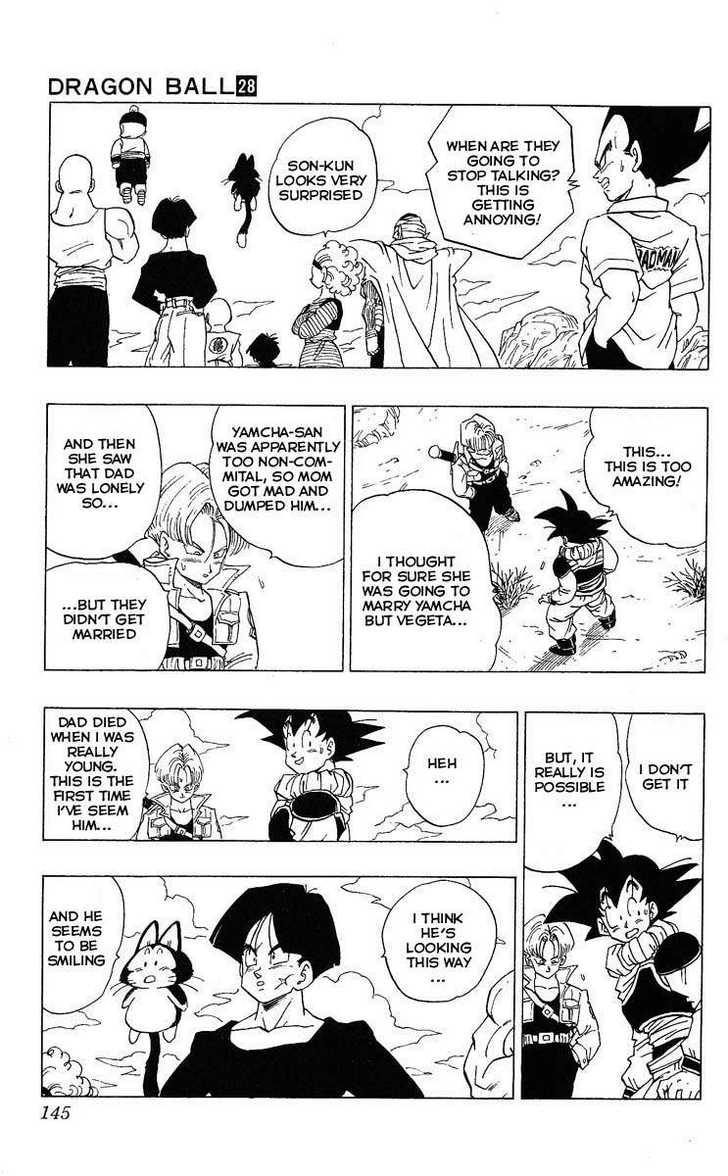 DRAGON BALL 28
WHEN ARE THEY
GOING TO
STOP TALKING?
THIS IS
GETTING
ANNOYING!
SON-KUN
LOOKS VERY
SURPRISED
BADMAN
THIS...
THIS IS TOO
AMAZING!
I THOUGHT
FOR SURE SHE
WAS GOING TO
MARRY YAMCHA
BUT VEGETA...
YAMCHA-SAN
WAS APPARENTLY
TOO NON-COM-
MITAL, SO MOM
GOT MAD AND
DUMPED HIM...
AND THEN
SHE SAW
THAT DAD
WAS LONELY
SO...
...BUT THEY
DIDN'T GET
MARRIED
I DON'T
GET IT
BUT, IT
REALLY IS
POSSIBLE
...
HEH
...
DAD DIED
WHEN I WAS
REALLY
YOUNG.
THIS IS THE
FIRST TIME
I'VE SEEM
HIM...
I THINK
HE'S
LOOKING
THIS WAY
...
AND HE
SEEMS
TO BE
SMILING
145